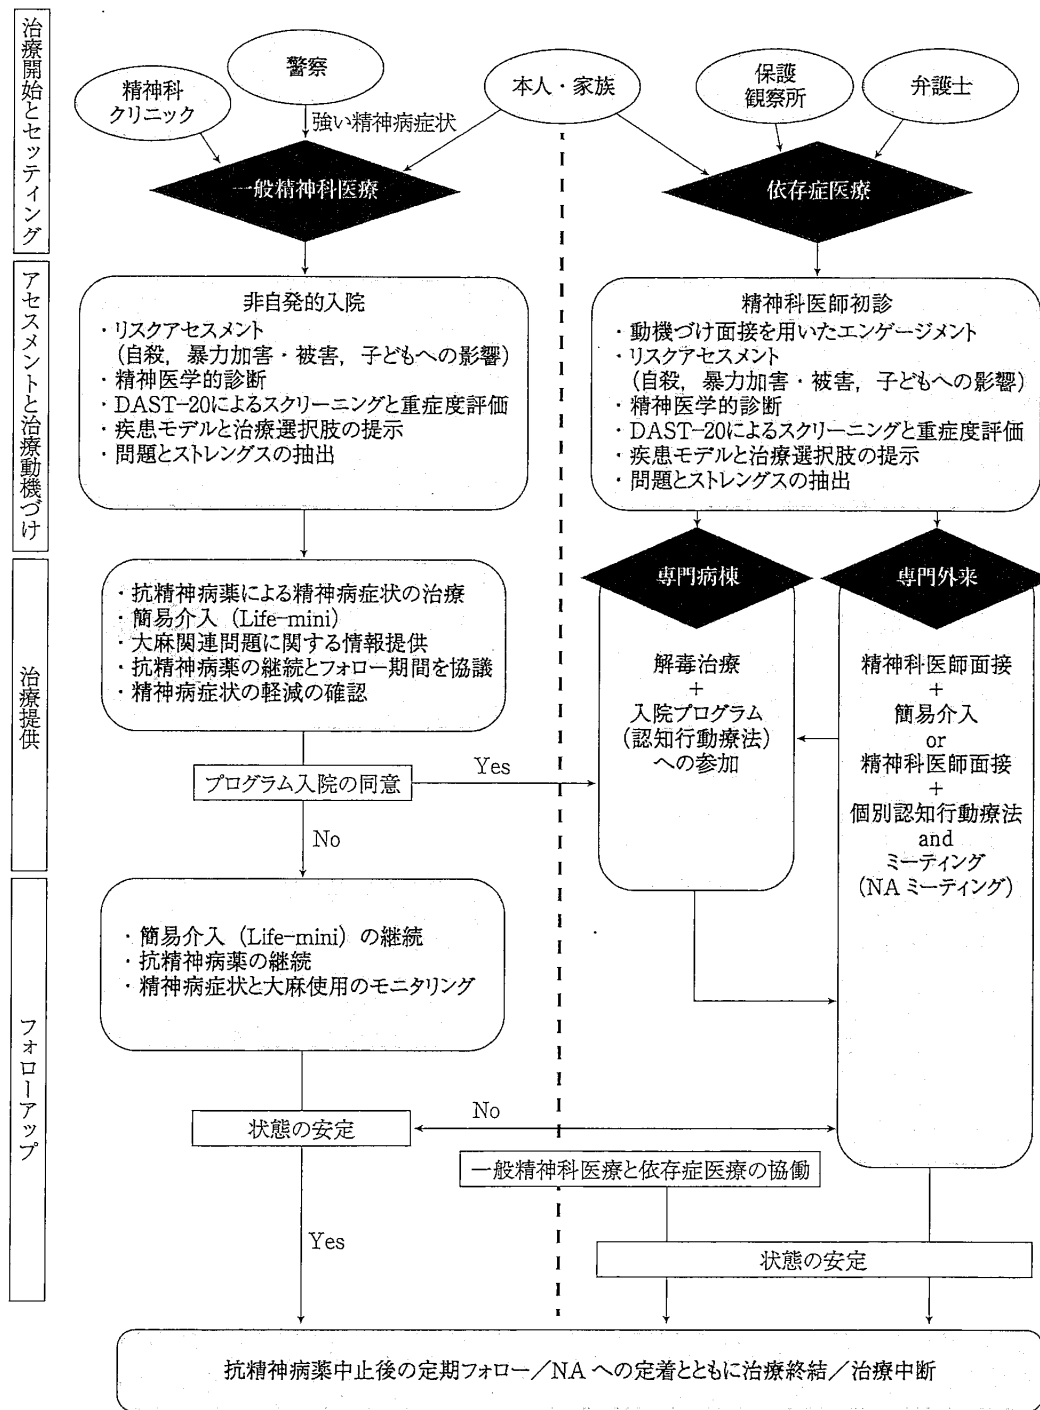 治療開始とセッティング
精神科
クリニック
警察
本人・家族
保護
観察所
弁護士
強い精神病症状
一般精神科医療
依存症医療
アセスメントと治療動機づけ
非自発的入院
・リスクアセスメント
(自殺，暴力加害・被害，子どもへの影響)
・精神医学的診断
・DAST-20によるスクリーニングと重症度評価
・疾患モデルと治療選択肢の提示
・問題とストレングスの抽出
精神科医師初診
・動機づけ面接を用いたエンゲージメント
・リスクアセスメント
(自殺，暴力加害・被害，子どもへの影響)
・精神医学的診断
・DAST-20によるスクリーニングと重症度評価
・疾患モデルと治療選択肢の提示
・問題とストレングスの抽出
治療提供
・抗精神病薬による精神病症状の治療
・簡易介入（Life-mini）
・大麻関連問題に関する情報提供
・抗精神病薬の継続とフォロー期間を協議
・精神病症状の軽減の確認
プログラム入院の同意
Yes
No
専門病棟
解毒治療
+
入院プログラム
(認知行動療法)
への参加
専門外来
精神科医師面接
+
簡易介入
or
精神科医師面接
+
個別認知行動療法
and
ミーティング
(NAミーティング)
フォローアップ
・簡易介入（Life-mini）の継続
・抗精神病薬の継続
・精神病症状と大麻使用のモニタリング
状態の安定
No
一般精神科医療と依存症医療の協働
Yes
状態の安定
抗精神病薬中止後の定期フォロー／NAへの定着とともに治療終結／治療中断